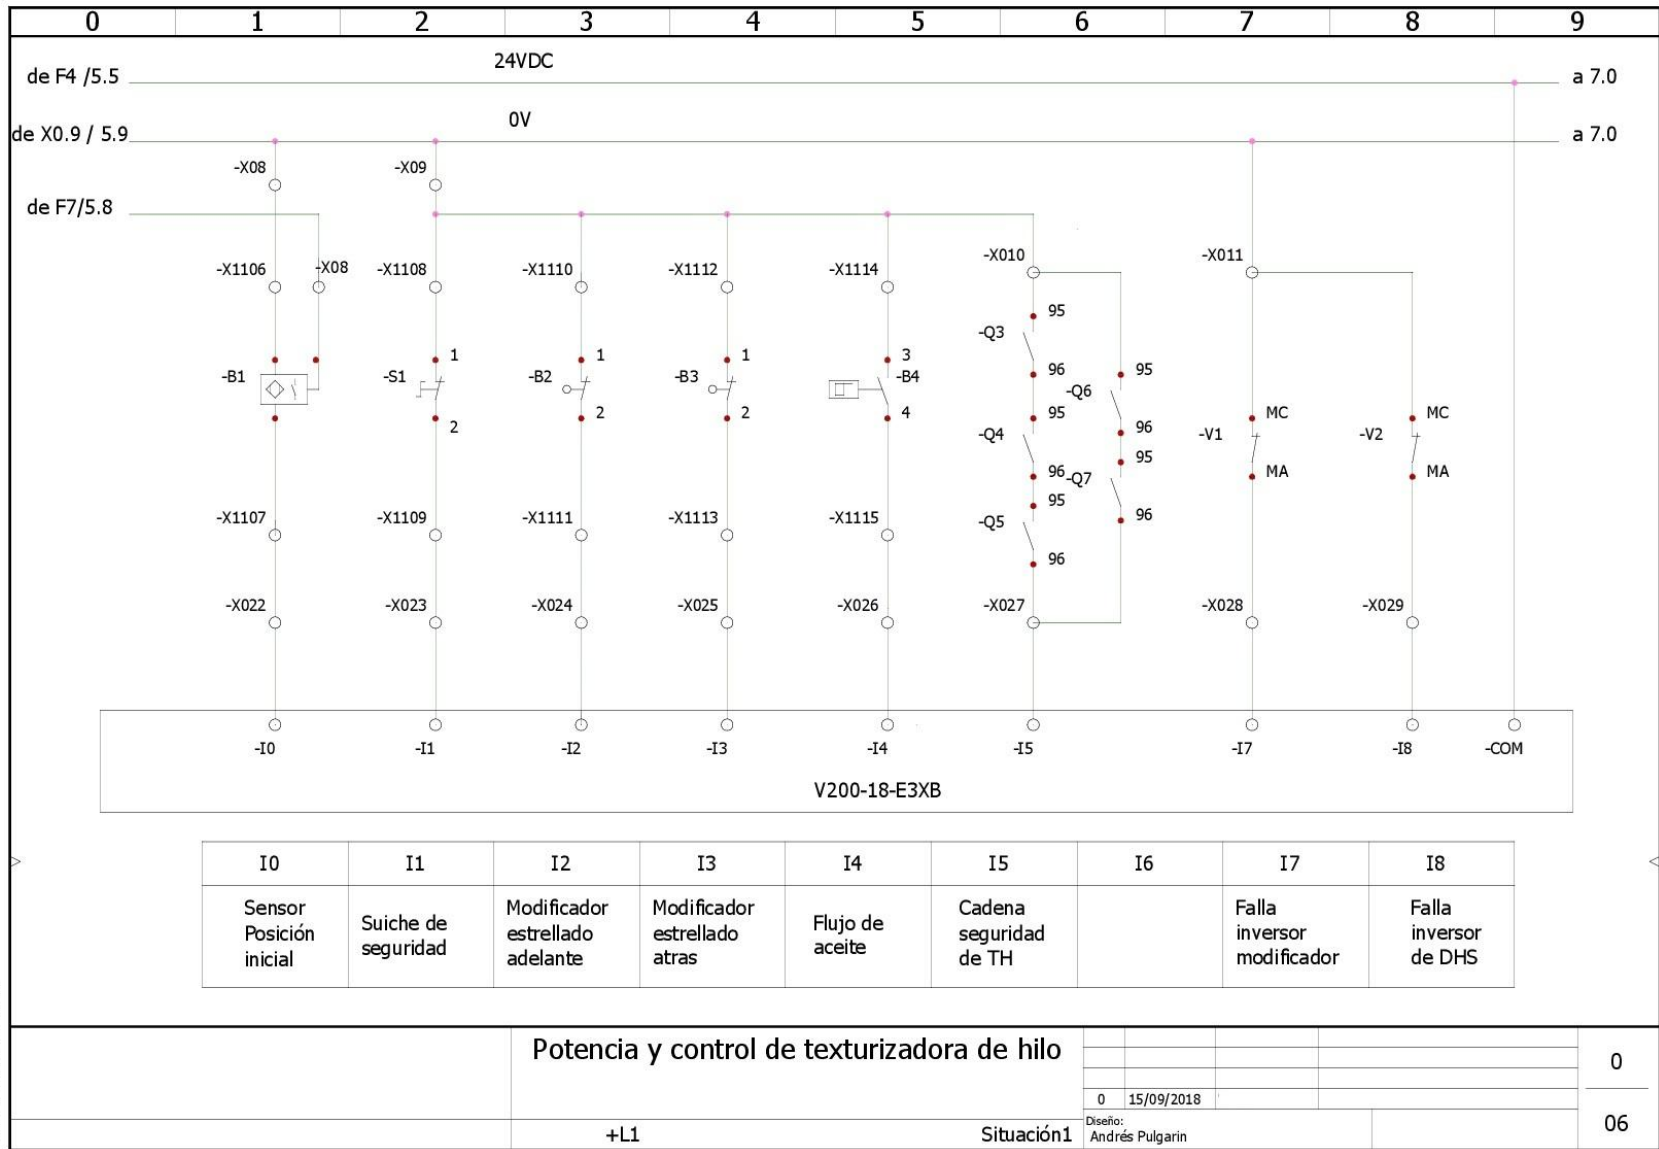 0 1 2 3 4 5 6 7 8 9
24VDC
de F4 /5.5 a 7.0
0V
de X0.9 / 5.9 a 7.0
-X08 -X09
de F7/5.8
-X010 -X011
-X1106 -X08 -X1108 -X1110 -X1112 -X1114
95
-Q3
1 1 1 3
-B1 -S1 -B2 -B3 -B4
96 95
-Q6
2 2 2 4
95 MC MC
96
-Q4 -V1 -V2
95
96 MA MA
-Q7
95
-X1107 -X1109 -X1111 -X1113 -X1115
96
-Q5
96
-X022 -X023 -X024 -X025 -X026 -X027 -X028 -X029
-I0 -I1 -I2 -I3 -I4 -I5 -I7 -I8 -COM
V200-18-E3XB
I0 I1 I2 I3 I4 I5 I6 I7 I8
Sensor
Posición
inicial
Suiche de
seguridad
Modificador
estrellado
adelante
Modificador
estrellado
atras
Flujo de
aceite
Cadena
seguridad
de TH
Falla
inversor
modificador
Falla
inversor
de DHS
Potencia y control de texturizadora de hilo
0
0 15/09/2018
Diseño:
Andrés Pulgarin
06
+L1 Situación1